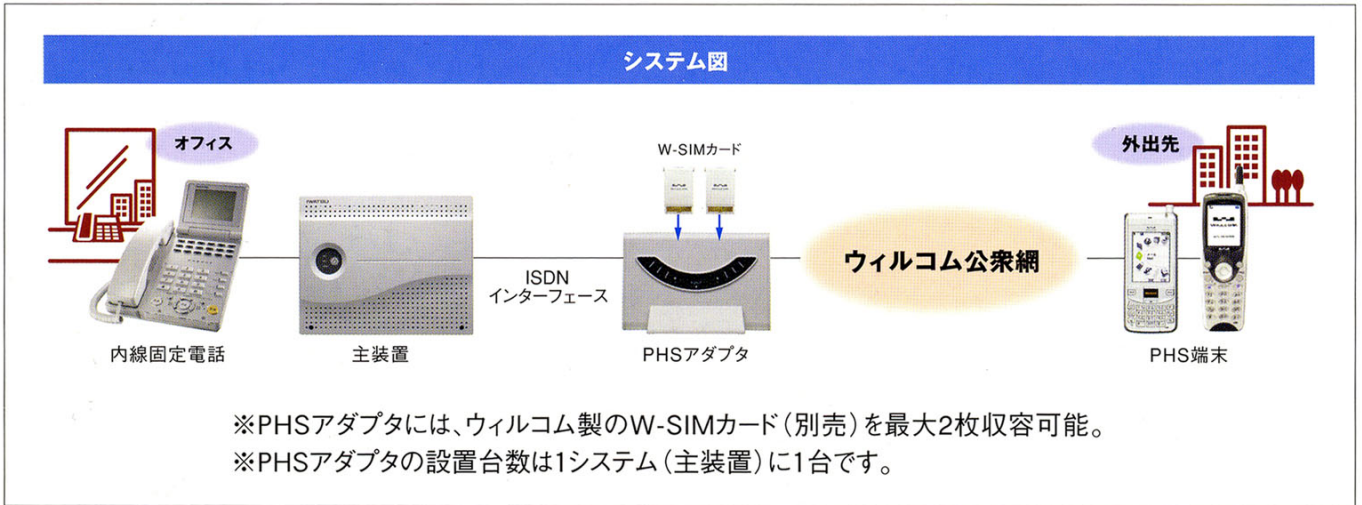 システム図
オフィス
W-SIMカード
外出先
IWATSU
ISDN
インターフェース
ウィルコム公衆網
内線固定電話
主装置
PHSアダプタ
PHS端末
※PHSアダプタには、ウィルコム製のW-SIMカード(別売)を最大2枚収容可能。
※PHSアダプタの設置台数は1システム(主装置)に1台です。